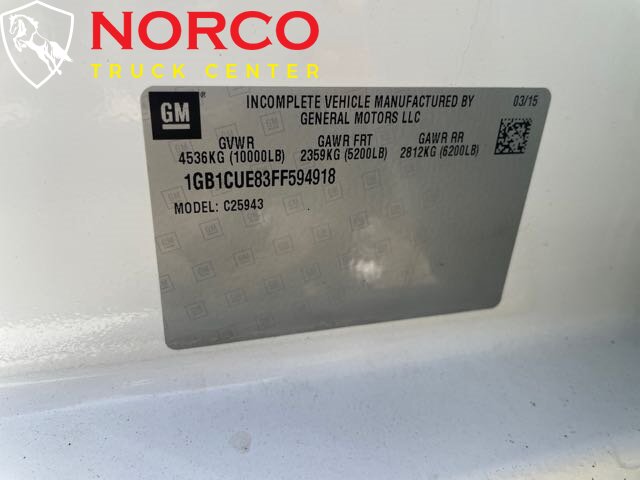 NORCO
TRUCK CENTER
GM®
INCOMPLETE VEHICLE MANUFACTURED BY
GENERAL MOTORS LLC
03/15
GVWR GAWR FRT GAWR RR
4536KG (10000LB) 2359KG (5200LB) 2812KG (6200LB)
1GB1CUE83FF594918
MODEL: C25943